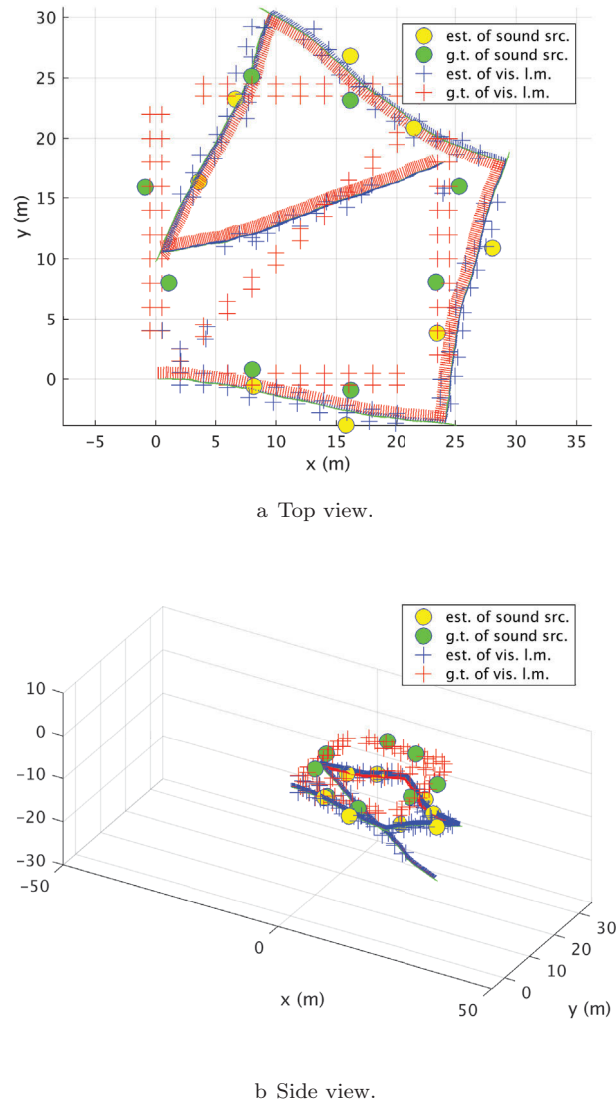 30
25
20
15
10
5
0
y (m)
est. of sound src.
g.t. of sound src.
est. of vis. l.m.
g.t. of vis. l.m.
−5 0 5 10 15 20 25 30 35
x (m)
a Top view.
est. of sound src.
g.t. of sound src.
est. of vis. l.m.
g.t. of vis. l.m.
10
0
−10
−20
−30
−50
0
50
x (m)
0
10
20
30
y (m)
b Side view.